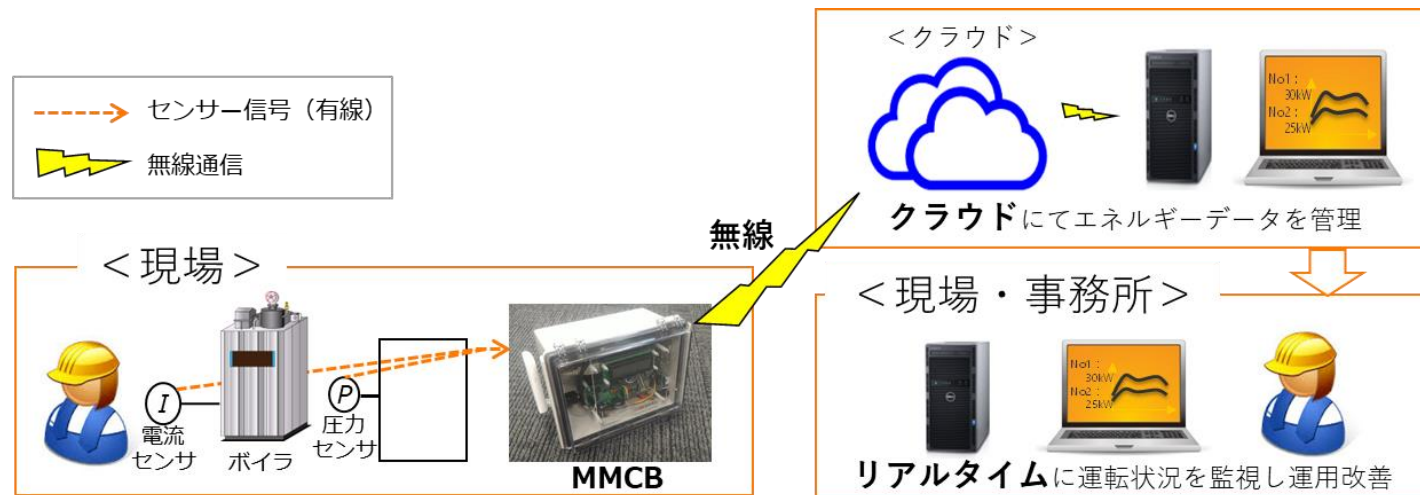 センサー信号（有線）
無線通信
＜クラウド＞
No1：
30kW
No2：
25kW
クラウドにてエネルギーデータを管理
無線
＜現場＞
I
電流
センサ
ボイラ
P
圧力
センサ
MMCB
＜現場・事務所＞
No1：
30kW
No2：
25kW
リアルタイムに運転状況を監視し運用改善